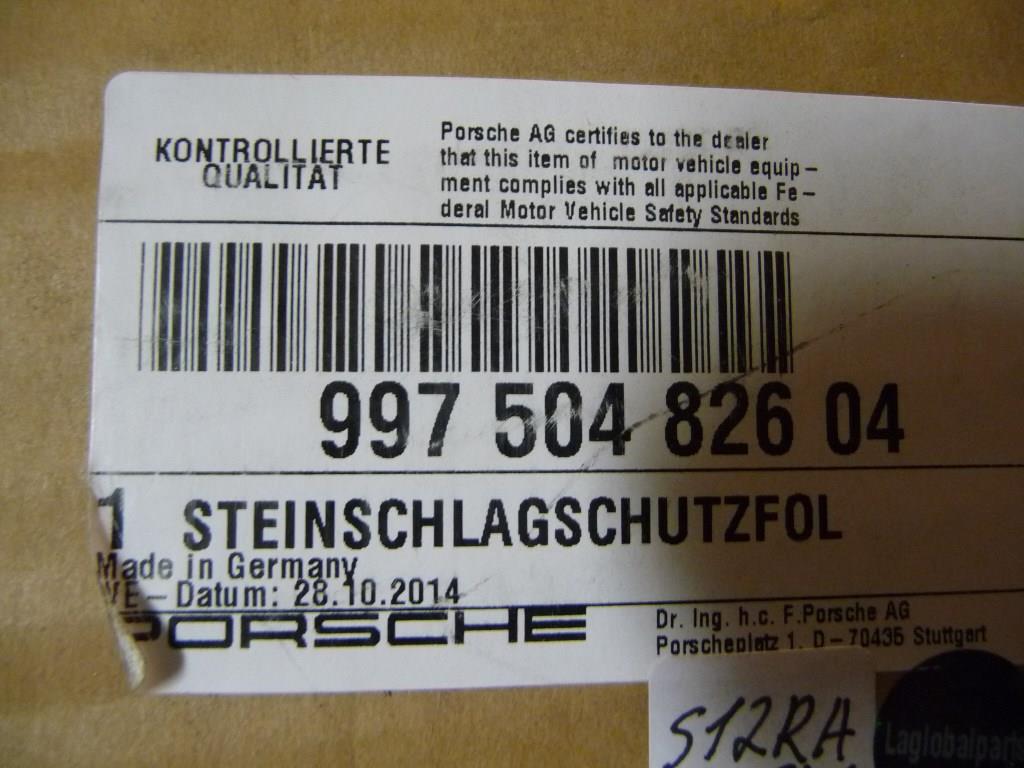 KONTROLLIERTE
QUALITÄT
Porsche AG certifies to the dealer
that this item of motor vehicle equip-
ment complies with all applicable Fe-
deral Motor Vehicle Safety Standards
997 504 826 04
1 STEINSCHLAGSCHUTZFOL
Made in Germany
VE-Datum: 28.10.2014
PORSCHE
Dr. Ing. h.c. F.Porsche AG
Porscheplatz 1, D-70435 Stuttgart
S12RA
Laglobalparts